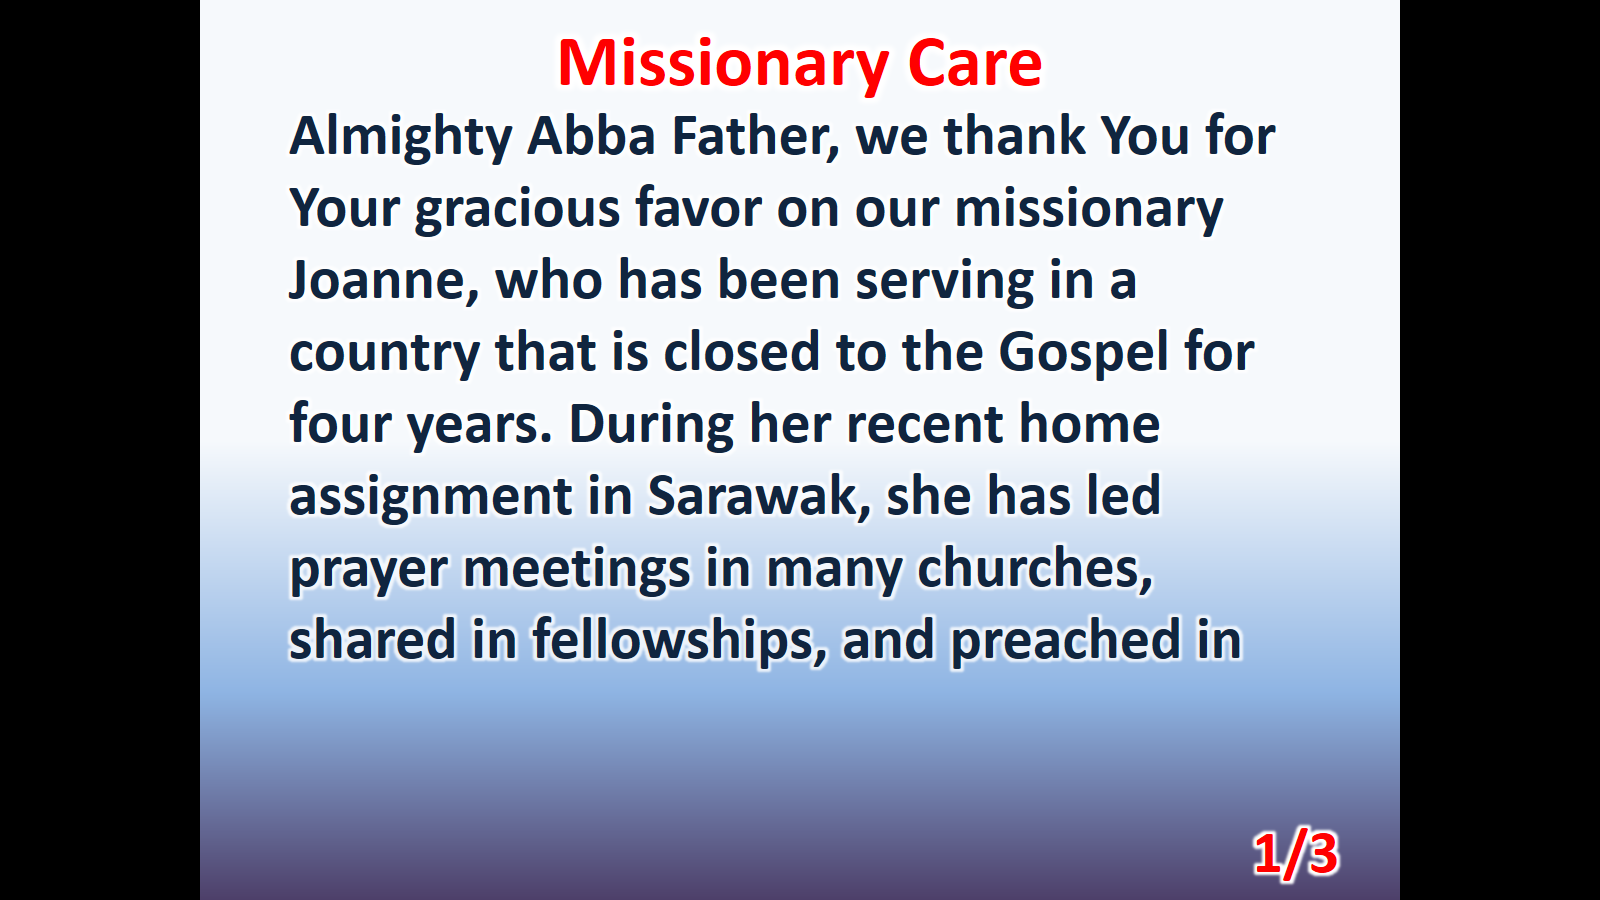 Missionary Care
Almighty Abba Father, we thank You for
Your gracious favor on our missionary
Joanne, who has been serving in a
country that is closed to the Gospel for
four years. During her recent home
assignment in Sarawak, she has led
prayer meetings in many churches,
shared in fellowships, and preached in
1/3